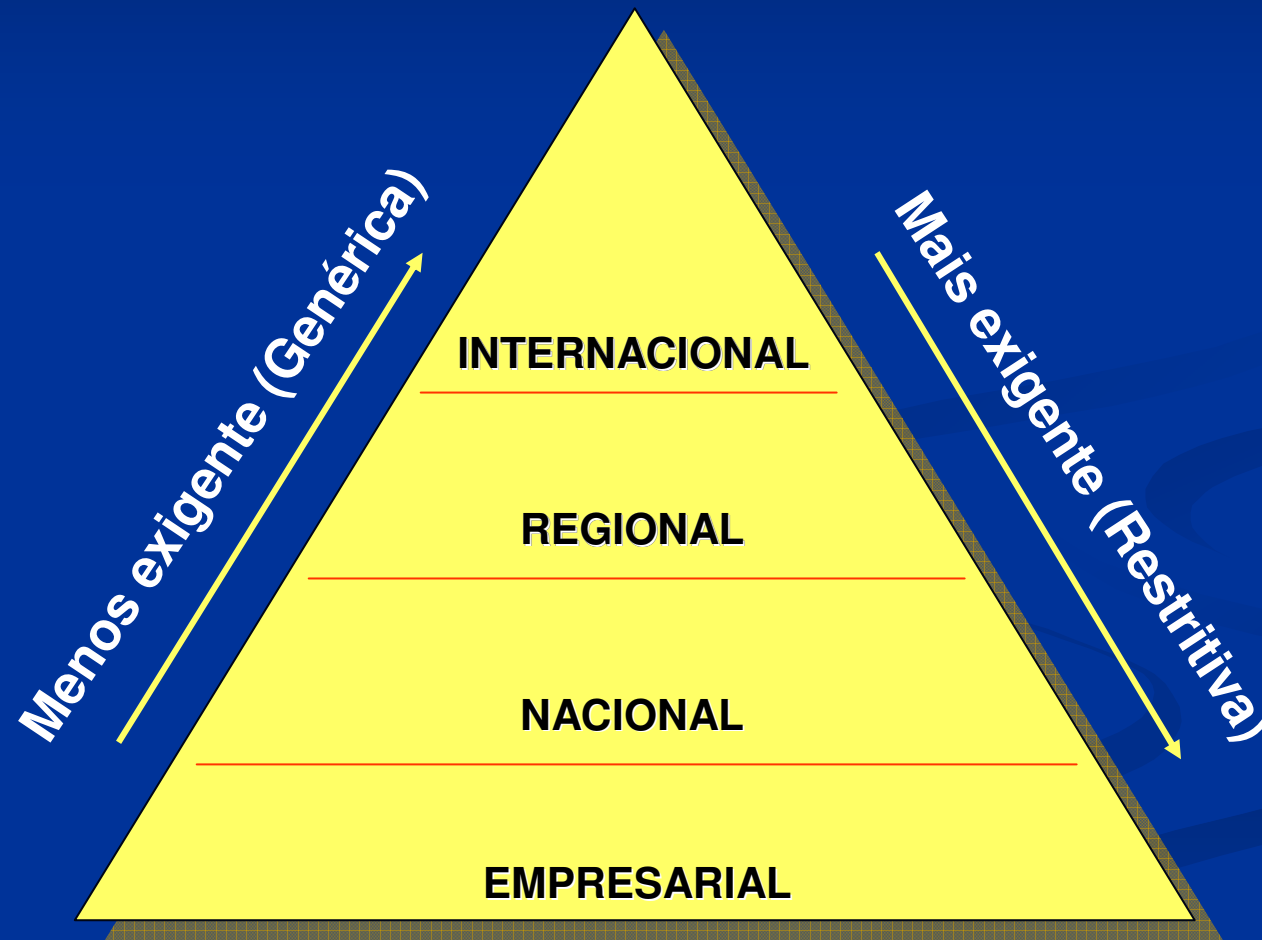 Menos exigente (Genérica)
Mais exigente (Restritiva)
INTERNACIONAL
REGIONAL
NACIONAL
EMPRESARIAL